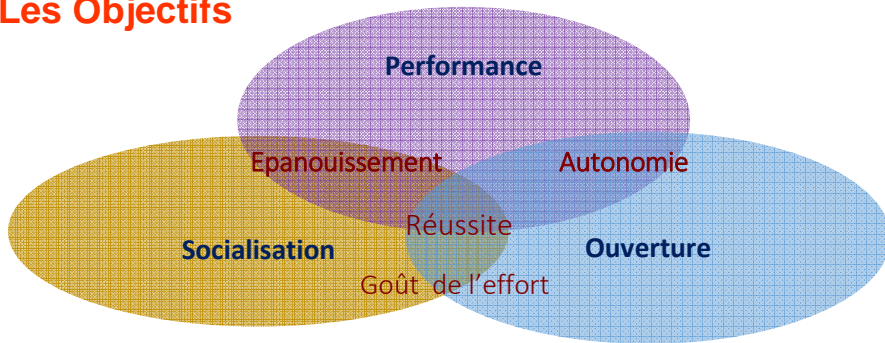 Les Objectifs
Performance
Epanouissement
Autonomie
Réussite
Socialisation
Ouverture
Goût de l'effort